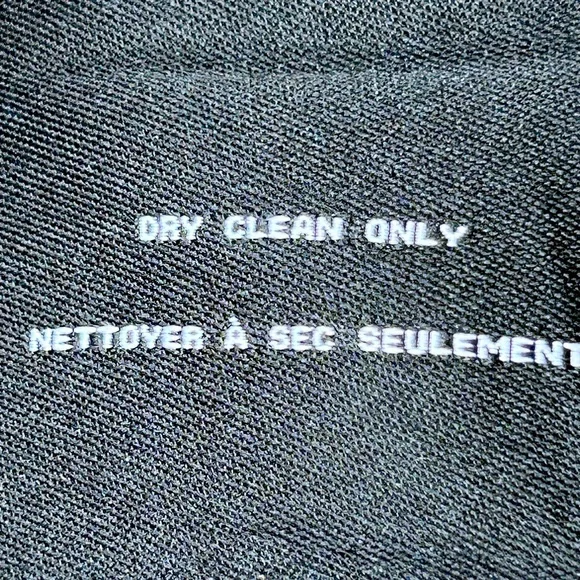 DRY CLEAN ONLY
NETTOYER À SEC SEULEMENT